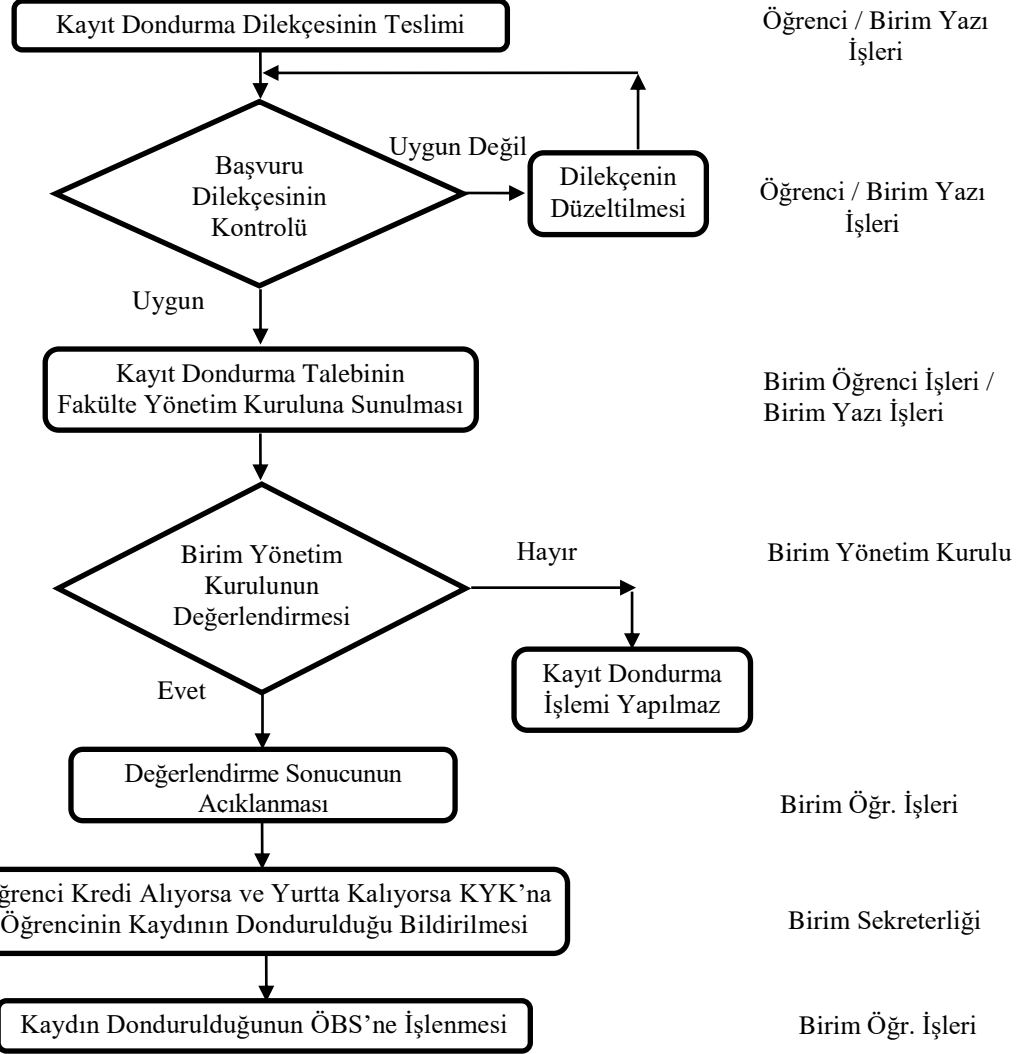 Kayıt Dondurma Dilekçesinin Teslimi
Öğrenci / Birim Yazı
İşleri
Uygun Değil
Başvuru
Dilekçesinin
Kontrolü
Dilekçenin
Düzeltilmesi
Öğrenci / Birim Yazı
İşleri
Uygun
Kayıt Dondurma Talebinin
Fakülte Yönetim Kuruluna Sunulması
Birim Öğrenci İşleri /
Birim Yazı İşleri
Birim Yönetim
Kurulunun
Değerlendirmesi
Hayır
Birim Yönetim Kurulu
Kayıt Dondurma
İşlemi Yapılmaz
Evet
Değerlendirme Sonucunun
Açıklanması
Birim Öğr. İşleri
ğrenci Kredi Alıyorsa ve Yurtta Kalıyorsa KYK’na
Öğrencinin Kaydının Dondurulduğu Bildirilmesi
Birim Sekreterliği
Kaydın Dondurulduğunun ÖBS’ne İşlenmesi
Birim Öğr. İşleri